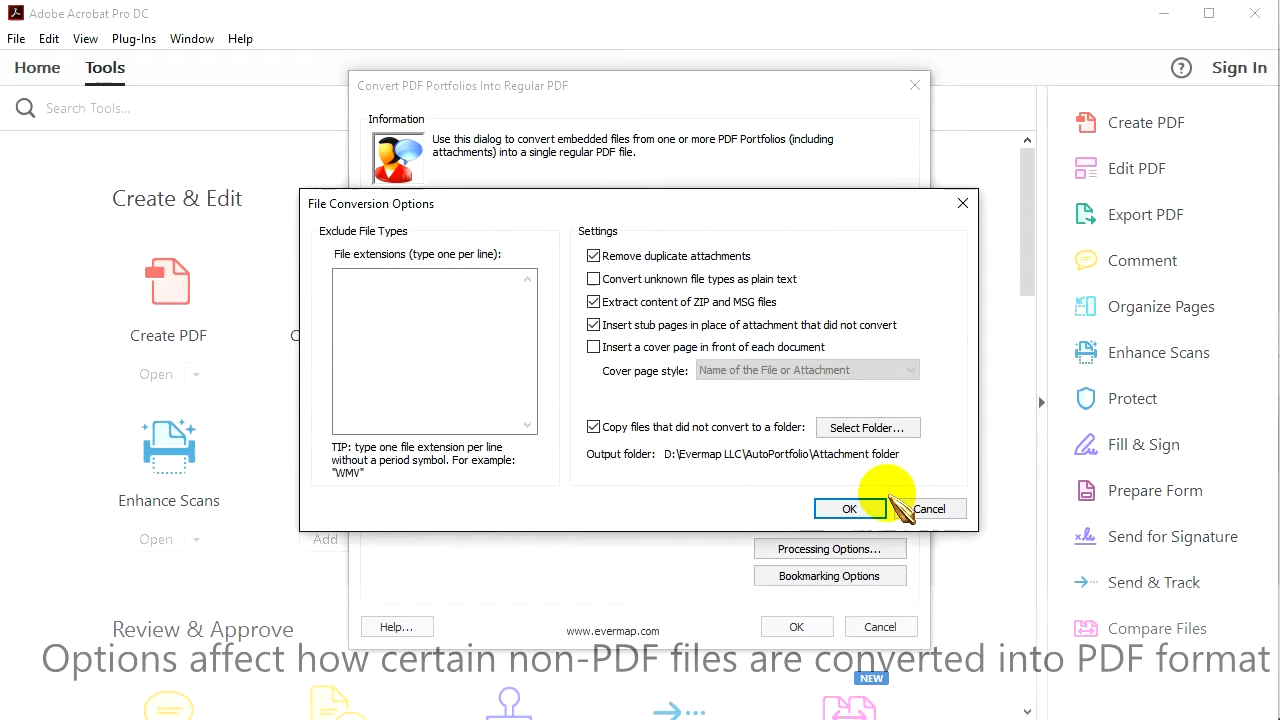 Adobe Acrobat Pro DC
File Edit View Plug-Ins Window Help
Home Tools
Sign In
Search Tools...
Convert PDF Portfolios Into Regular PDF
Information
Use this dialog to convert embedded files from one or more PDF Portfolios (including
attachments) into a single regular PDF file.
Create & Edit
Create PDF
Open
Enhance Scans
Open
Add
Review & Approve
File Conversion Options
Exclude File Types
File extensions (type one per line):
TIP: type one file extension per line
without a period symbol. For example:
"WMV"
Settings
Remove duplicate attachments
Convert unknown file types as plain text
Extract content of ZIP and MSG files
Insert stub pages in place of attachment that did not convert
Insert a cover page in front of each document
Cover page style: Name of the File or Attachment
Copy files that did not convert to a folder: Select Folder...
Output folder: D:\Evermap LLC\AutoPortfolio\Attachment folder
OK Cancel
Processing Options...
Bookmarking Options
Help... www.evermap.com OK Cancel
Create PDF
Edit PDF
Export PDF
Comment
Organize Pages
Enhance Scans
Protect
Fill & Sign
Prepare Form
Send for Signature
Send & Track
Compare Files
Options affect how certain non-PDF files are converted into PDF format
NEW